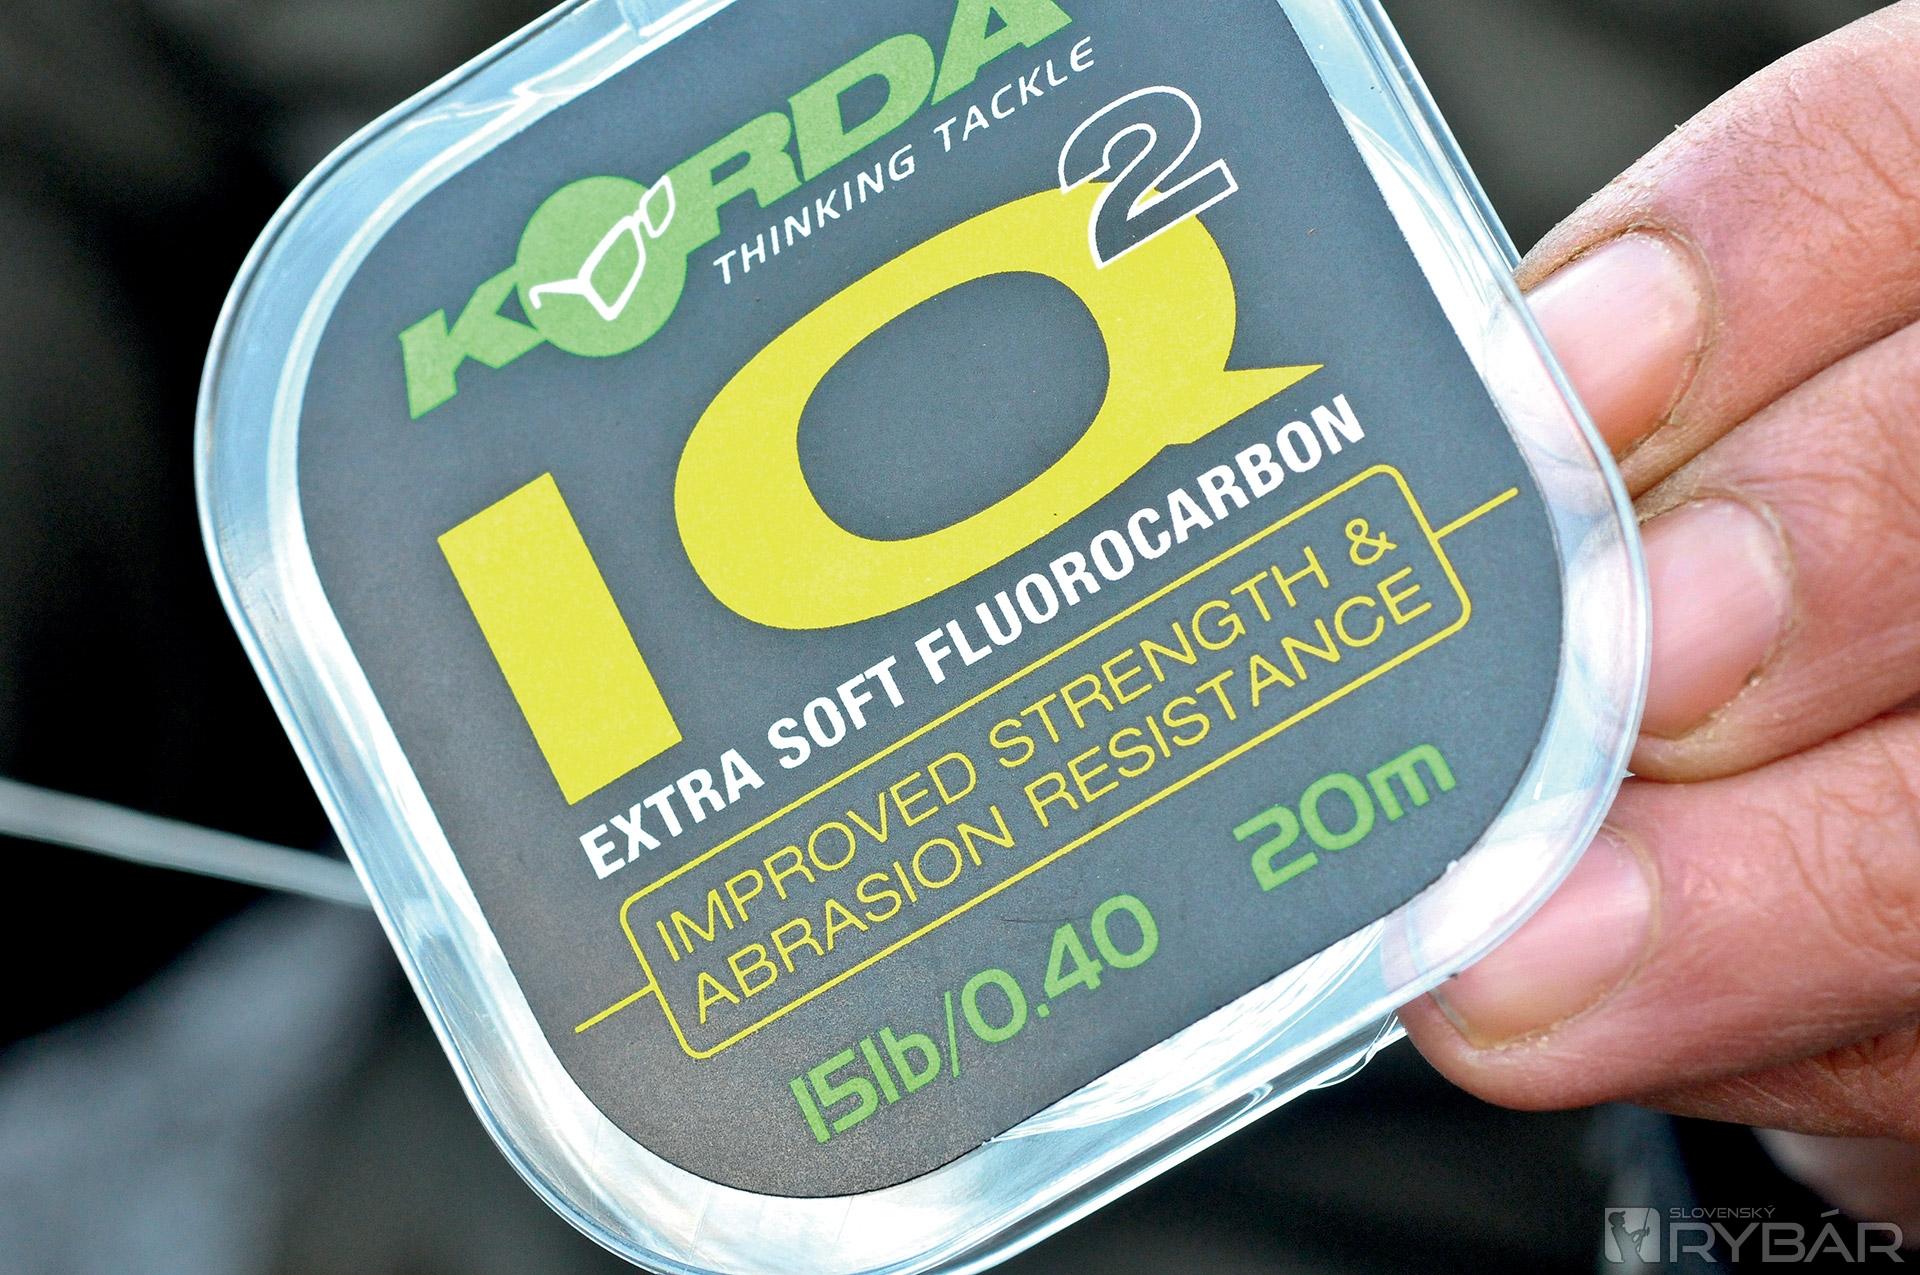 KORDA
THINKING TACKLE
IQ2
EXTRA SOFT FLUOROCARBON
IMPROVED STRENGTH &
ABRASION RESISTANCE
15lb/0.40 20m
SLOVENSKÝ
RYBÁR